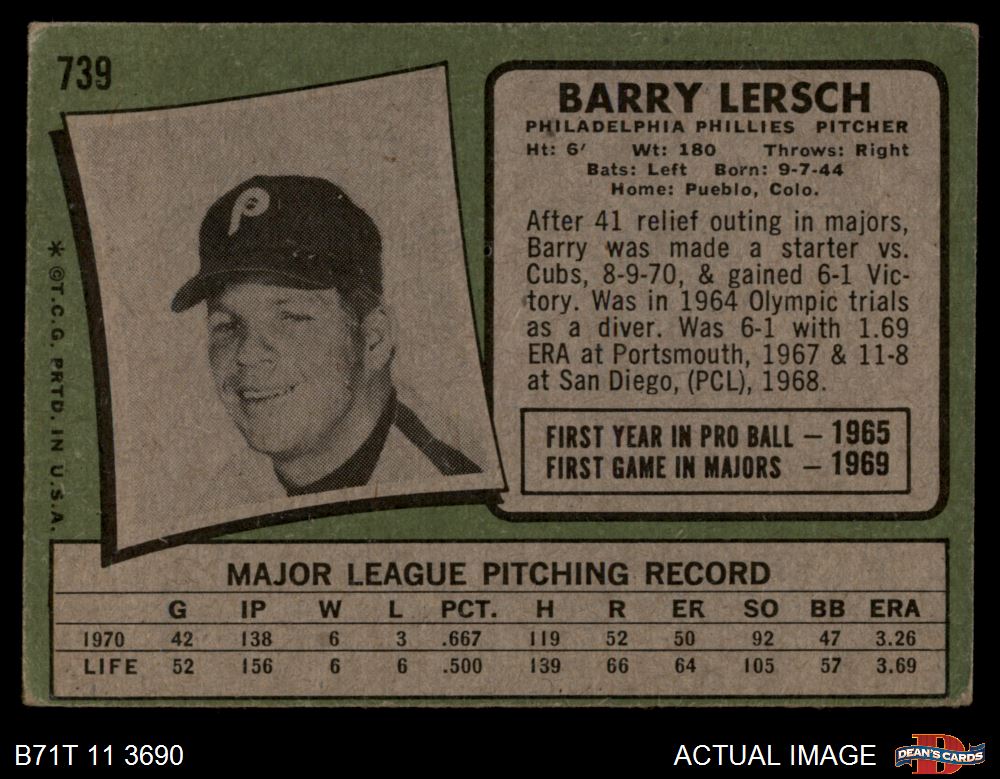 739
BARRY LERSCH
PHILADELPHIA PHILLIES PITCHER
Ht: 6' Wt: 180 Throws: Right
Bats: Left Born: 9-7-44
Home: Pueblo, Colo.
After 41 relief outing in majors,
Barry was made a starter vs.
Cubs, 8-9-70, & gained 6-1 Vic-
tory. Was in 1964 Olympic trials
as a diver. Was 6-1 with 1.69
ERA at Portsmouth, 1967 & 11-8
at San Diego, (PCL), 1968.
FIRST YEAR IN PRO BALL – 1965
FIRST GAME IN MAJORS – 1969
* ©T.C.G. PRTD. IN U.S.A.
MAJOR LEAGUE PITCHING RECORD
G IP W L PCT. H R ER SO BB ERA
1970 42 138 6 3 .667 119 52 50 92 47 3.26
LIFE 52 156 6 6 .500 139 66 64 105 57 3.69
B71T 11 3690
ACTUAL IMAGE
DEAN'S CARDS